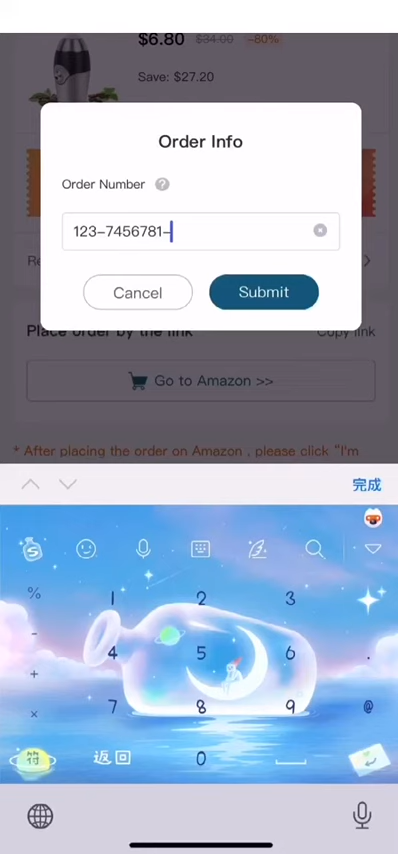 $6.80 $34.00 -80%
Save: $27.20
Order Info
Order Number ?
123-7456781-
Cancel Submit
Re
Place order by the link Copy link
Go to Amazon >>
* After placing the order on Amazon , please click "I'm
完成
S
% 1 2 3
- 4 5 6 .
+
× 7 8 9 @
符 返回 0